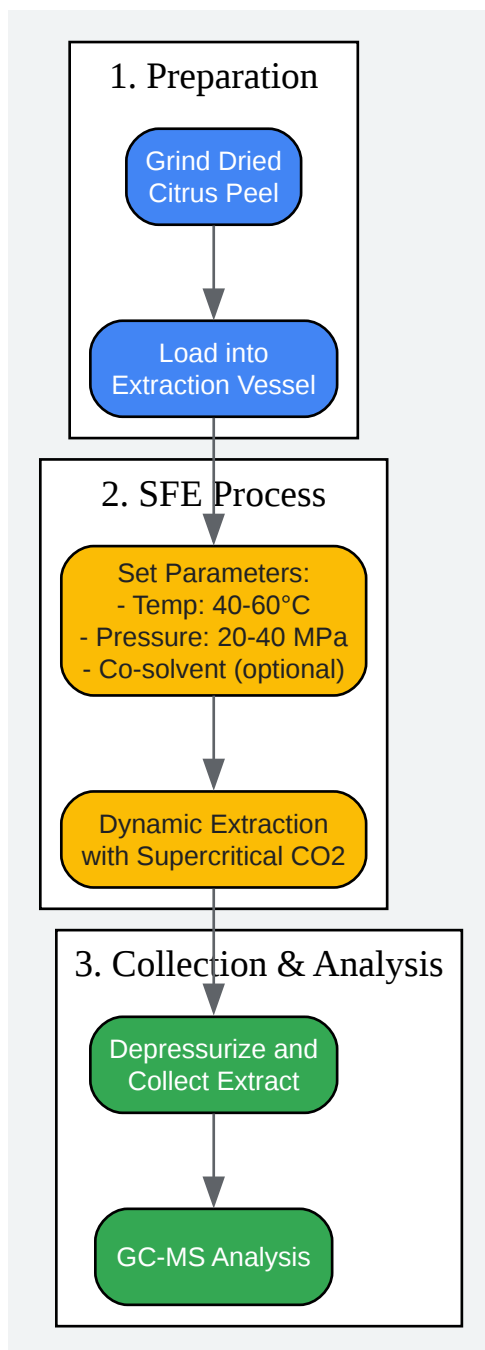 1. Preparation
Grind Dried
Citrus Peel
Load into
Extraction Vessel
2. SFE Process
Set Parameters:
- Temp: 40-60°C
- Pressure: 20-40 MPa
- Co-solvent (optional)
Dynamic Extraction
with Supercritical CO2
3. Collection & Analysis
Depressurize and
Collect Extract
GC-MS Analysis